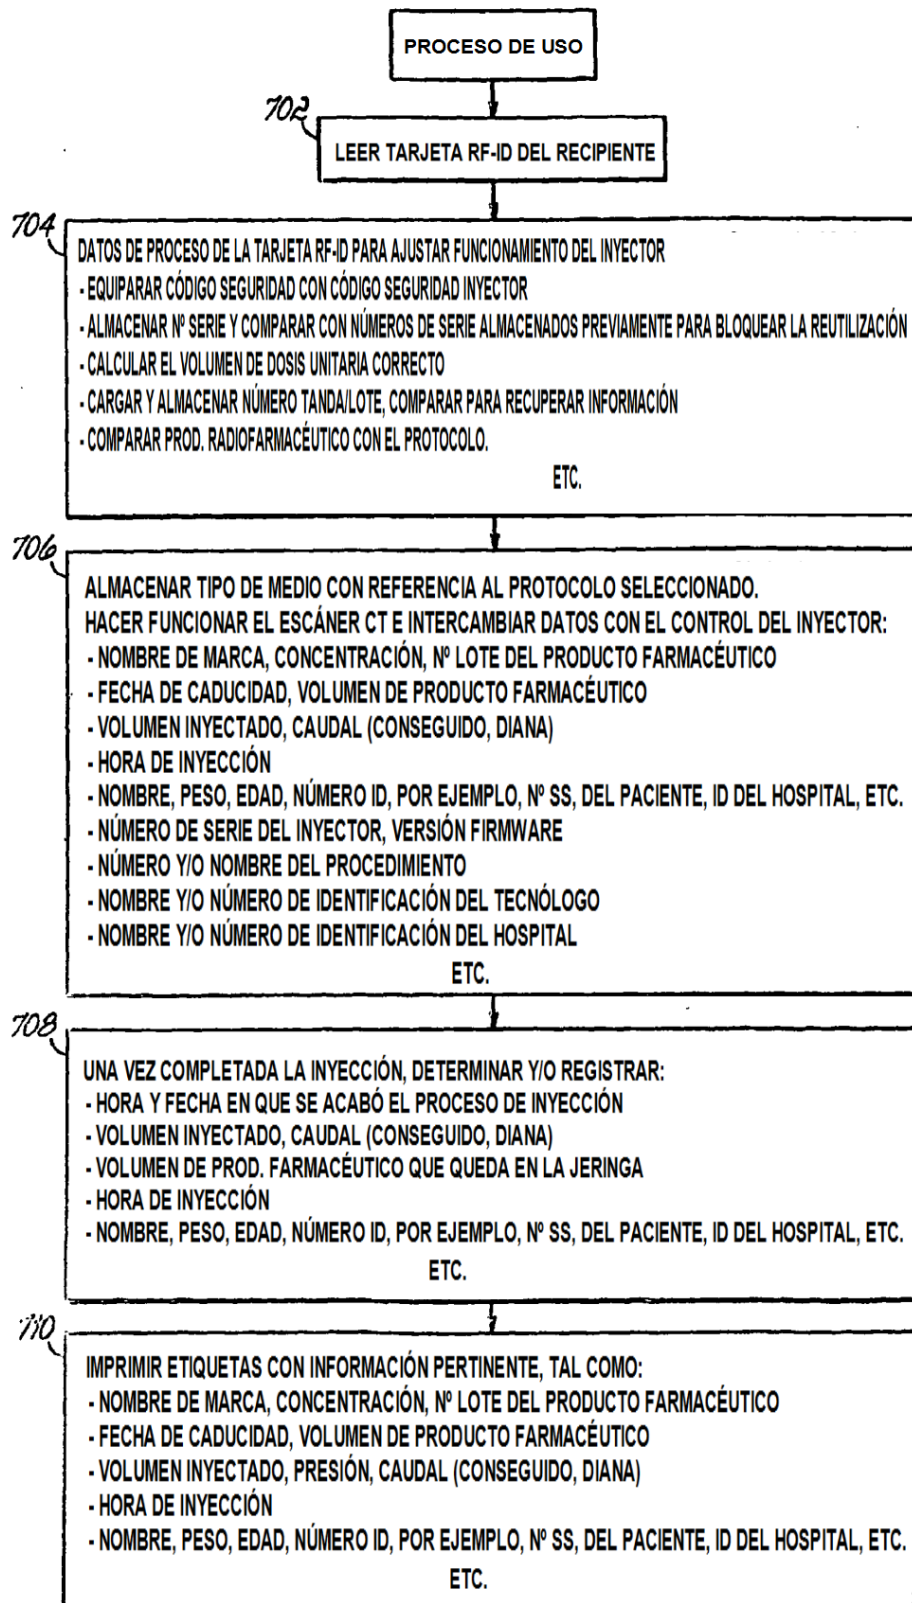 PROCESO DE USO
702
LEER TARJETA RF-ID DEL RECIPIENTE
704
DATOS DE PROCESO DE LA TARJETA RF-ID PARA AJUSTAR FUNCIONAMIENTO DEL INYECTOR
- EQUIPARAR CÓDIGO SEGURIDAD CON CÓDIGO SEGURIDAD INYECTOR
- ALMACENAR Nº SERIE Y COMPARAR CON NÚMEROS DE SERIE ALMACENADOS PREVIAMENTE PARA BLOQUEAR LA REUTILIZACIÓN
- CALCULAR EL VOLUMEN DE DOSIS UNITARIA CORRECTO
- CARGAR Y ALMACENAR NÚMERO TANDA/LOTE, COMPARAR PARA RECUPERAR INFORMACIÓN
- COMPARAR PROD. RADIOFARMACÉUTICO CON EL PROTOCOLO.
ETC.
706
ALMACENAR TIPO DE MEDIO CON REFERENCIA AL PROTOCOLO SELECCIONADO.
HACER FUNCIONAR EL ESCÁNER CT E INTERCAMBIAR DATOS CON EL CONTROL DEL INYECTOR:
- NOMBRE DE MARCA, CONCENTRACIÓN, Nº LOTE DEL PRODUCTO FARMACÉUTICO
- FECHA DE CADUCIDAD, VOLUMEN DE PRODUCTO FARMACÉUTICO
- VOLUMEN INYECTADO, CAUDAL (CONSEGUIDO, DIANA)
- HORA DE INYECCIÓN
- NOMBRE, PESO, EDAD, NÚMERO ID, POR EJEMPLO, Nº SS, DEL PACIENTE, ID DEL HOSPITAL, ETC.
- NÚMERO DE SERIE DEL INYECTOR, VERSIÓN FIRMWARE
- NÚMERO Y/O NOMBRE DEL PROCEDIMIENTO
- NOMBRE Y/O NÚMERO DE IDENTIFICACIÓN DEL TECNÓLOGO
- NOMBRE Y/O NÚMERO DE IDENTIFICACIÓN DEL HOSPITAL
ETC.
708
UNA VEZ COMPLETADA LA INYECCIÓN, DETERMINAR Y/O REGISTRAR:
- HORA Y FECHA EN QUE SE ACABÓ EL PROCESO DE INYECCIÓN
- VOLUMEN INYECTADO, CAUDAL (CONSEGUIDO, DIANA)
- VOLUMEN DE PROD. FARMACÉUTICO QUE QUEDA EN LA JERINGA
- HORA DE INYECCIÓN
- NOMBRE, PESO, EDAD, NÚMERO ID, POR EJEMPLO, Nº SS, DEL PACIENTE, ID DEL HOSPITAL, ETC.
ETC.
710
IMPRIMIR ETIQUETAS CON INFORMACIÓN PERTINENTE, TAL COMO:
- NOMBRE DE MARCA, CONCENTRACIÓN, Nº LOTE DEL PRODUCTO FARMACÉUTICO
- FECHA DE CADUCIDAD, VOLUMEN DE PRODUCTO FARMACÉUTICO
- VOLUMEN INYECTADO, PRESIÓN, CAUDAL (CONSEGUIDO, DIANA)
- HORA DE INYECCIÓN
- NOMBRE, PESO, EDAD, NÚMERO ID, POR EJEMPLO, Nº SS, DEL PACIENTE, ID DEL HOSPITAL, ETC.
ETC.